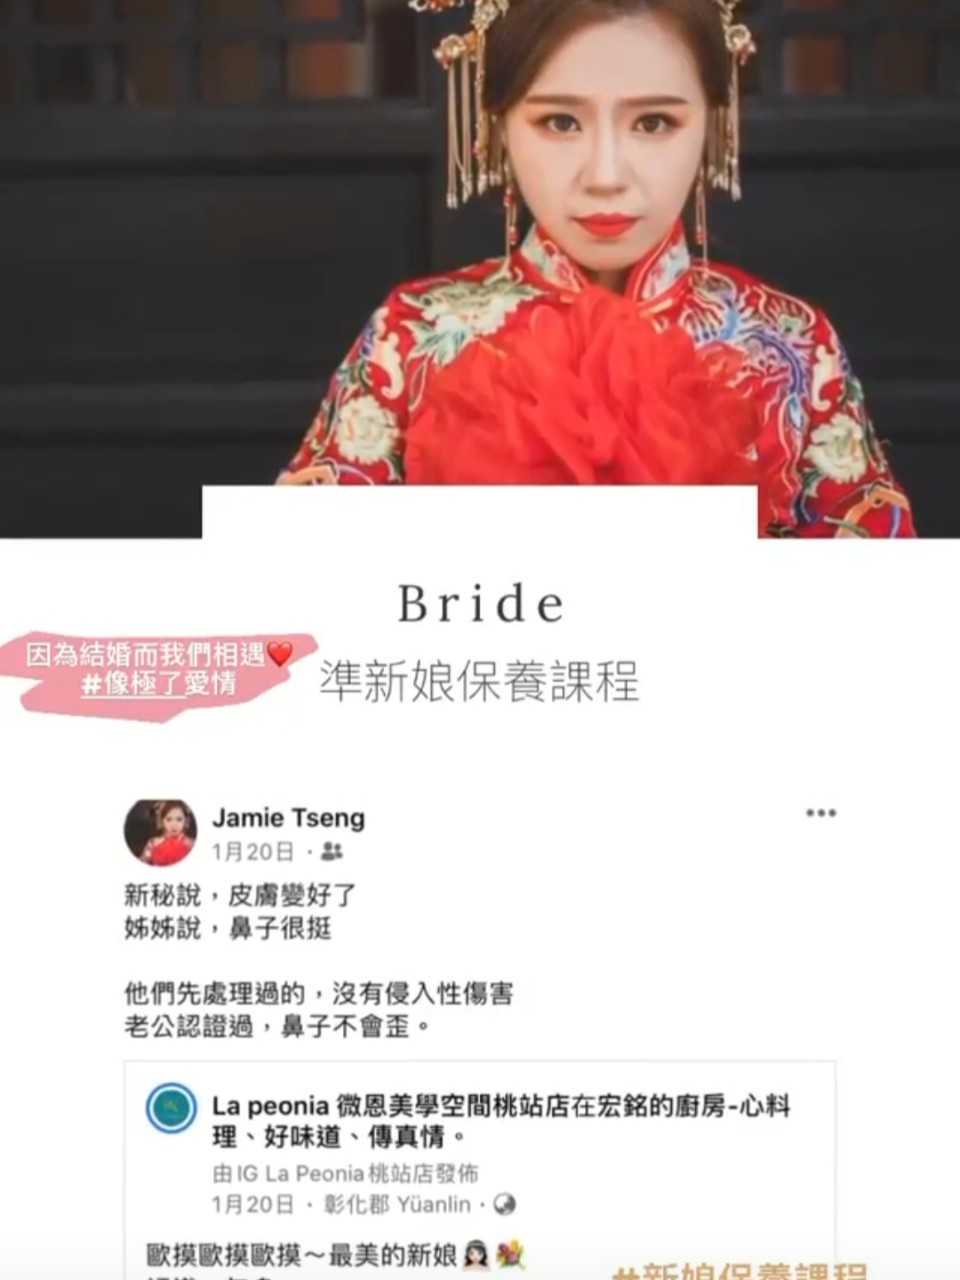 Bride
因為結婚而我們相遇❤️
#像極了愛情
準新娘保養課程
Jamie Tseng
1月20日 ·
新秘說，皮膚變好了
姊姊說，鼻子很挺
他們先處理過的，沒有侵入性傷害
老公認證過，鼻子不會歪。
La peonia 微恩美學空間桃站店在宏銘的廚房-心料
理、好味道、傳真情。
由IG La Peonia桃站店發佈
1月20日 · 彰化郡 Yüanlin ·
歐摸歐摸歐摸～最美的新娘👰💐
#新娘保養課程